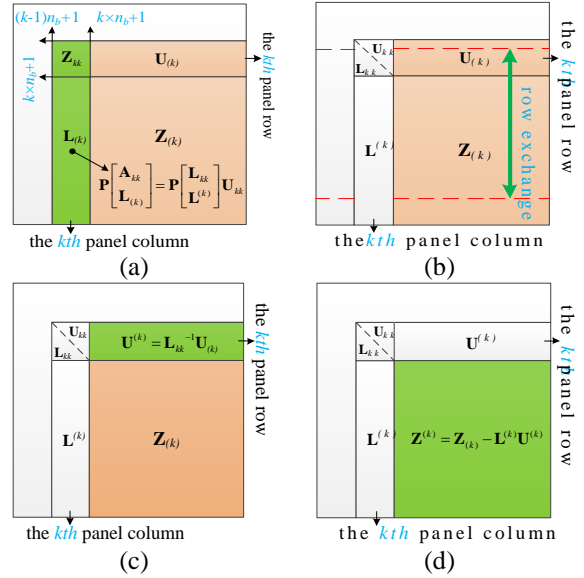 (k-1)n_b+1
k×n_b+1
k×n_b+1
Z_kk
U_(k)
L_(k)
Z_(k)
P[A_kk L_(k)] = P[L_kk L^(k)] U_kk
the kth panel row
the kth panel column
(a)
U_kk
L_kk
U_(k)
L^(k)
Z_(k)
row exchange
the kth panel row
the kth panel column
(b)
U_kk
L_kk
U^(k) = L_kk^-1 U_(k)
L^(k)
Z_(k)
the kth panel row
the kth panel column
(c)
U_kk
L_kk
U^(k)
L^(k)
Z^(k) = Z_(k) − L^(k) U^(k)
the kth panel row
the kth panel column
(d)